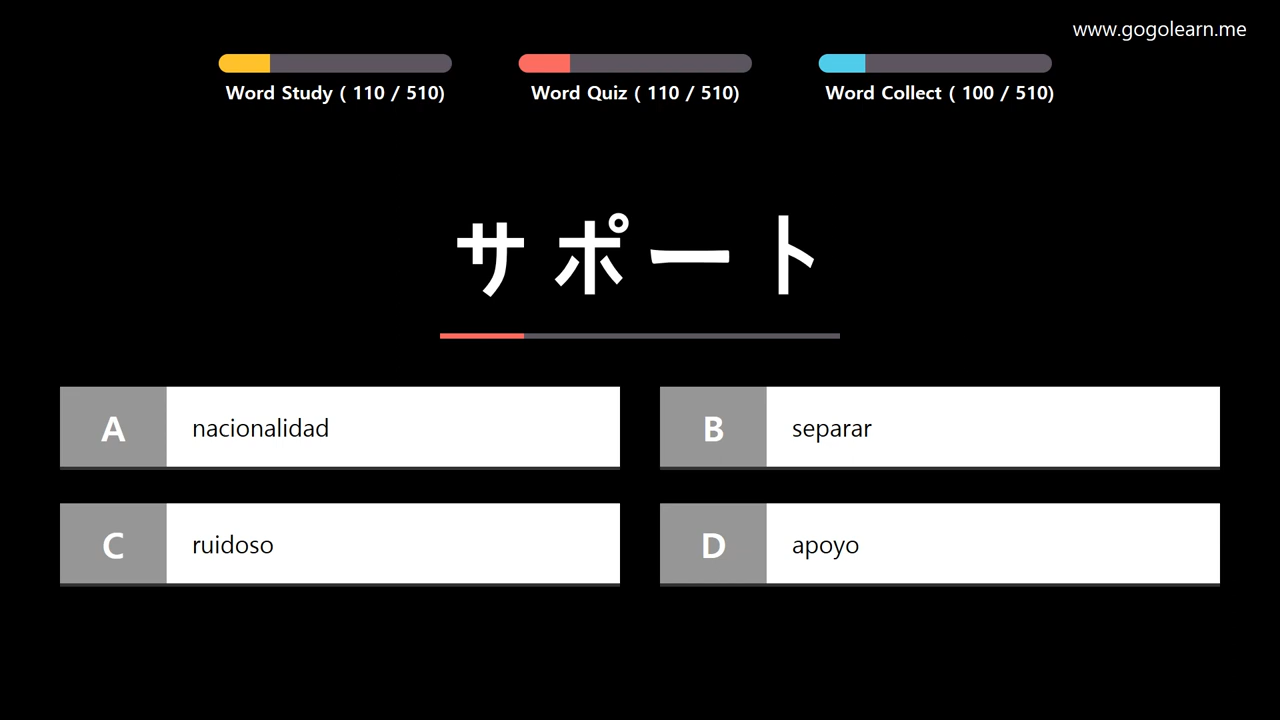 www.gogolearn.me
Word Study ( 110 / 510)
Word Quiz ( 110 / 510)
Word Collect ( 100 / 510)
サポート
A nacionalidad
B separar
C ruidoso
D apoyo